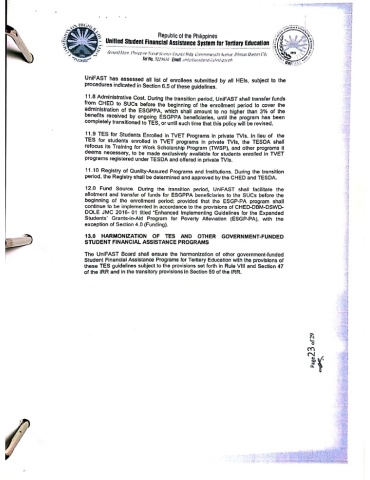 Republic of the Philippines
Unified Student Financial Assistance System for Tertiary Education
UniFAST has assessed all list of enrollees submitted by all HEIs, subject to the
procedures indicated in Section 6.5 of these guidelines.
11.8 Administrative Cost. During the transition period, UniFAST shall transfer funds
from CHED to SUCs before the beginning of the enrollment period to cover the
administration of the ESGPPA, which shall amount to no higher than 3% of the
benefits received by ongoing ESGPPA beneficiaries, until the program has been
completely transitioned to TES, or until such time that this policy will be revised.
11.9 TES for Students Enrolled in TVET Programs in private TVIs. In lieu of the
TES for students enrolled in TVET programs in private TVIs, the TESDA shall
refocus its Training for Work Scholarship Program (TWSP), and other programs it
deems necessary, to be made exclusively available for students enrolled in TVET
programs registered under TESDA and offered in private TVIs.
11.10 Registry of Quality-Assured Programs and Institutions. During the transition
period, the Registry shall be determined and approved by the CHED and TESDA.
12.0 Fund Source. During the transition period, UniFAST shall facilitate the
allotment and transfer of funds for ESGPPA beneficiaries to the SUCs before the
beginning of the enrollment period; provided that the ESGP-PA program shall
continue to be implemented in accordance to the provisions of CHED-DBM-DSWD-
DOLE JMC 2016- 01 titled "Enhanced Implementing Guidelines for the Expanded
Students' Grants-in-Aid Program for Poverty Alleviation (ESGP-PA), with the
exception of Section 4.0 (Funding).
13.0 HARMONIZATION OF TES AND OTHER GOVERNMENT-FUNDED
STUDENT FINANCIAL ASSISTANCE PROGRAMS
The UniFAST Board shall ensure the harmonization of other government-funded
Student Financial Assistance Programs for Tertiary Education with the provisions of
these TES guidelines subject to the provisions set forth in Rule VIII and Section 47
of the IRR and in the transitory provisions in Section 59 of the IRR.
Page 23 of 29